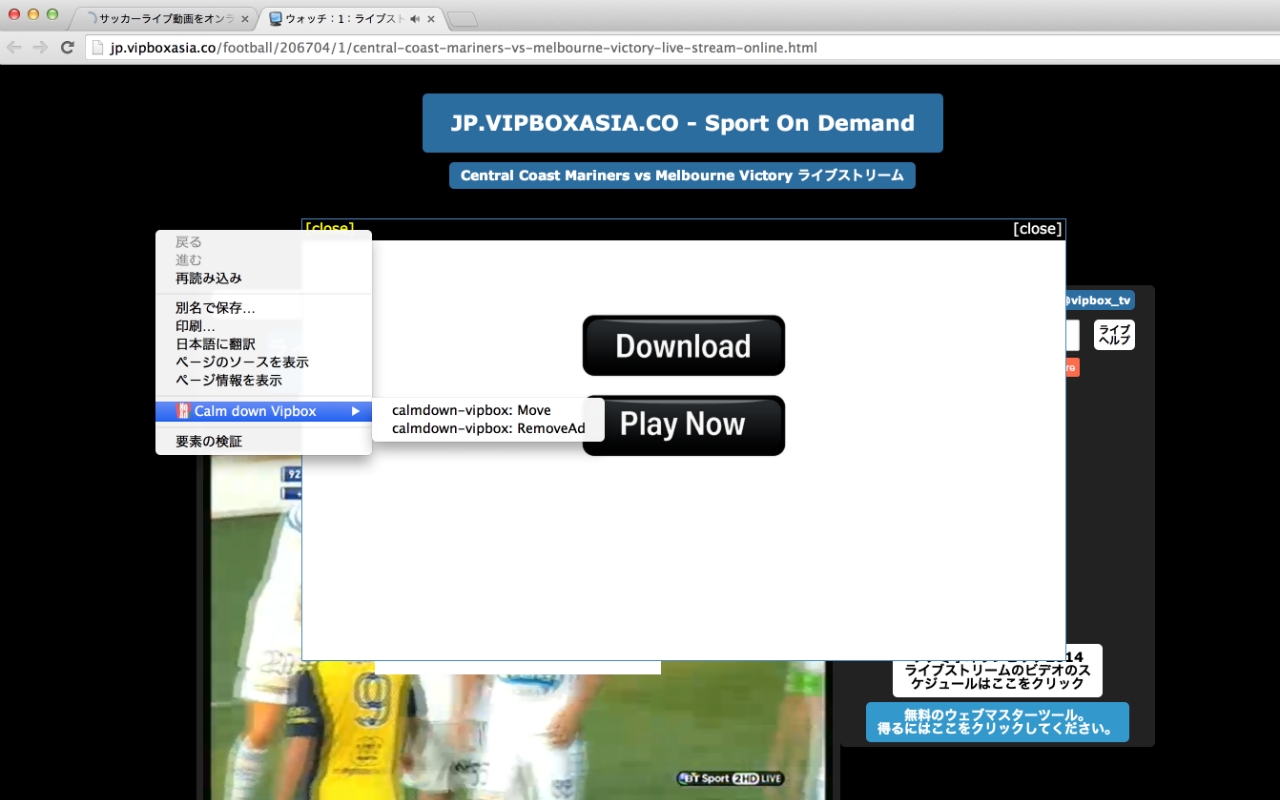 サッカーライブ動画をオンラ
ウォッチ：1：ライブスト
jp.vipboxasia.co/football/206704/1/central-coast-mariners-vs-melbourne-victory-live-stream-online.html
JP.VIPBOXASIA.CO - Sport On Demand
Central Coast Mariners vs Melbourne Victory ライブストリーム
[close]
[close]
戻る
進む
再読み込み
別名で保存...
印刷...
日本語に翻訳
ページのソースを表示
ページ情報を表示
Calm down Vipbox
calmdown-vipbox: Move
calmdown-vipbox: RemoveAd
要素の検証
Download
Play Now
@vipbox_tv
ライブ
ヘルプ
re
92
9
ライブストリームのビデオのス
ケジュールはここをクリック
無料のウェブマスターツール。
得るにはここをクリックしてください。
BT Sport 2HD LIVE